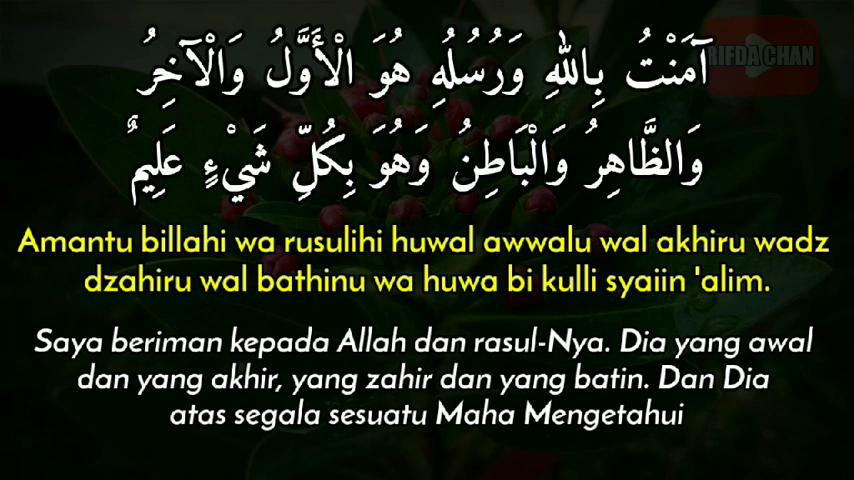 آمَنْتُ بِاللهِ وَرُسُلُهِ هُوَ الْأَوَّلُ وَالْآخِرُ
RIFDA CHAN
وَالظَّاهِرُ وَالْبَاطِنُ وَهُوَ بِكُلِّ شَيْءٍ عَلِيمٌ
Amantu billahi wa rusulihi huwal awwalu wal akhiru wadz
dzahiru wal bathinu wa huwa bi kulli syaiin 'alim.
Saya beriman kepada Allah dan rasul-Nya. Dia yang awal
dan yang akhir, yang zahir dan yang batin. Dan Dia
atas segala sesuatu Maha Mengetahui